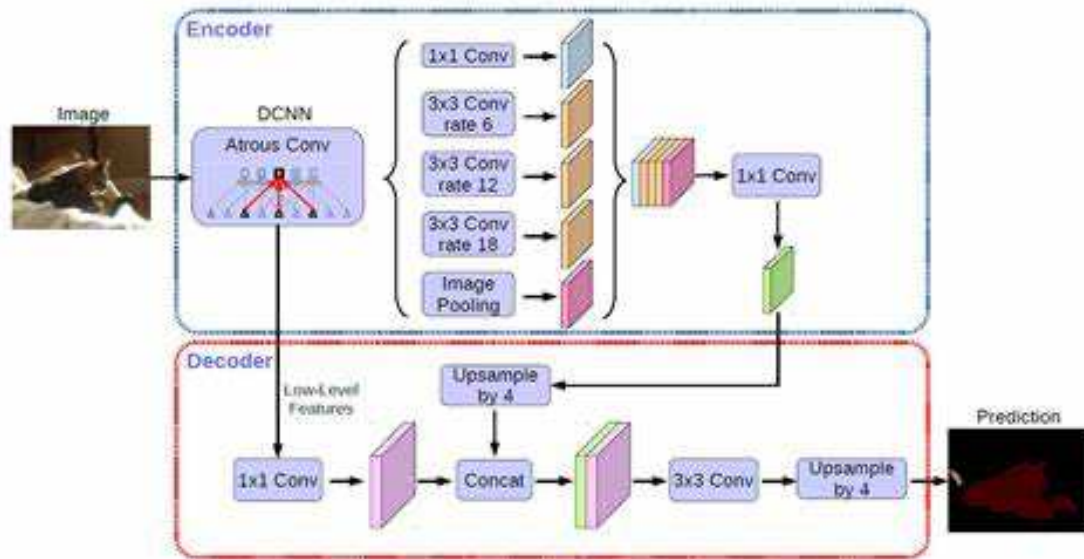 Encoder
Image
DCNN
Atrous Conv
1x1 Conv
3x3 Conv
rate 6
3x3 Conv
rate 12
3x3 Conv
rate 18
Image
Pooling
1x1 Conv
Decoder
Low-Level
Features
Upsample
by 4
1x1 Conv
Concat
3x3 Conv
Upsample
by 4
Prediction